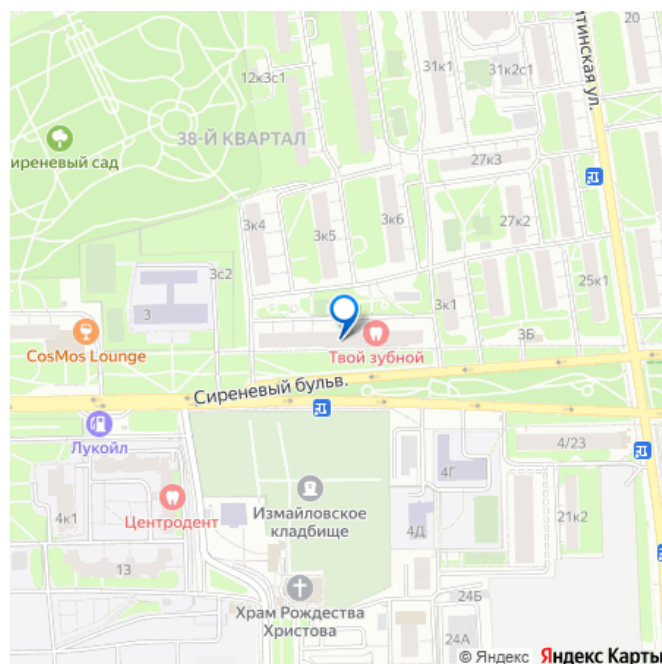 20
31к1
31к2с1
12к3с1
итинская ул.
38-Й КВАРТАЛ
иреневый сад
27к3
3к4
3к5
3к6
27к2
3с2
25к1
3
3к1
3Б
CosMos Lounge
Твой зубной
Сиреневый бульв.
Лукойл
4/23
4Г
4к1
Центродент
Измайловское
кладбище
21к2
4Д
13
24Б
Храм Рождества
Христова
24А
© Яндекс Яндекс Карты